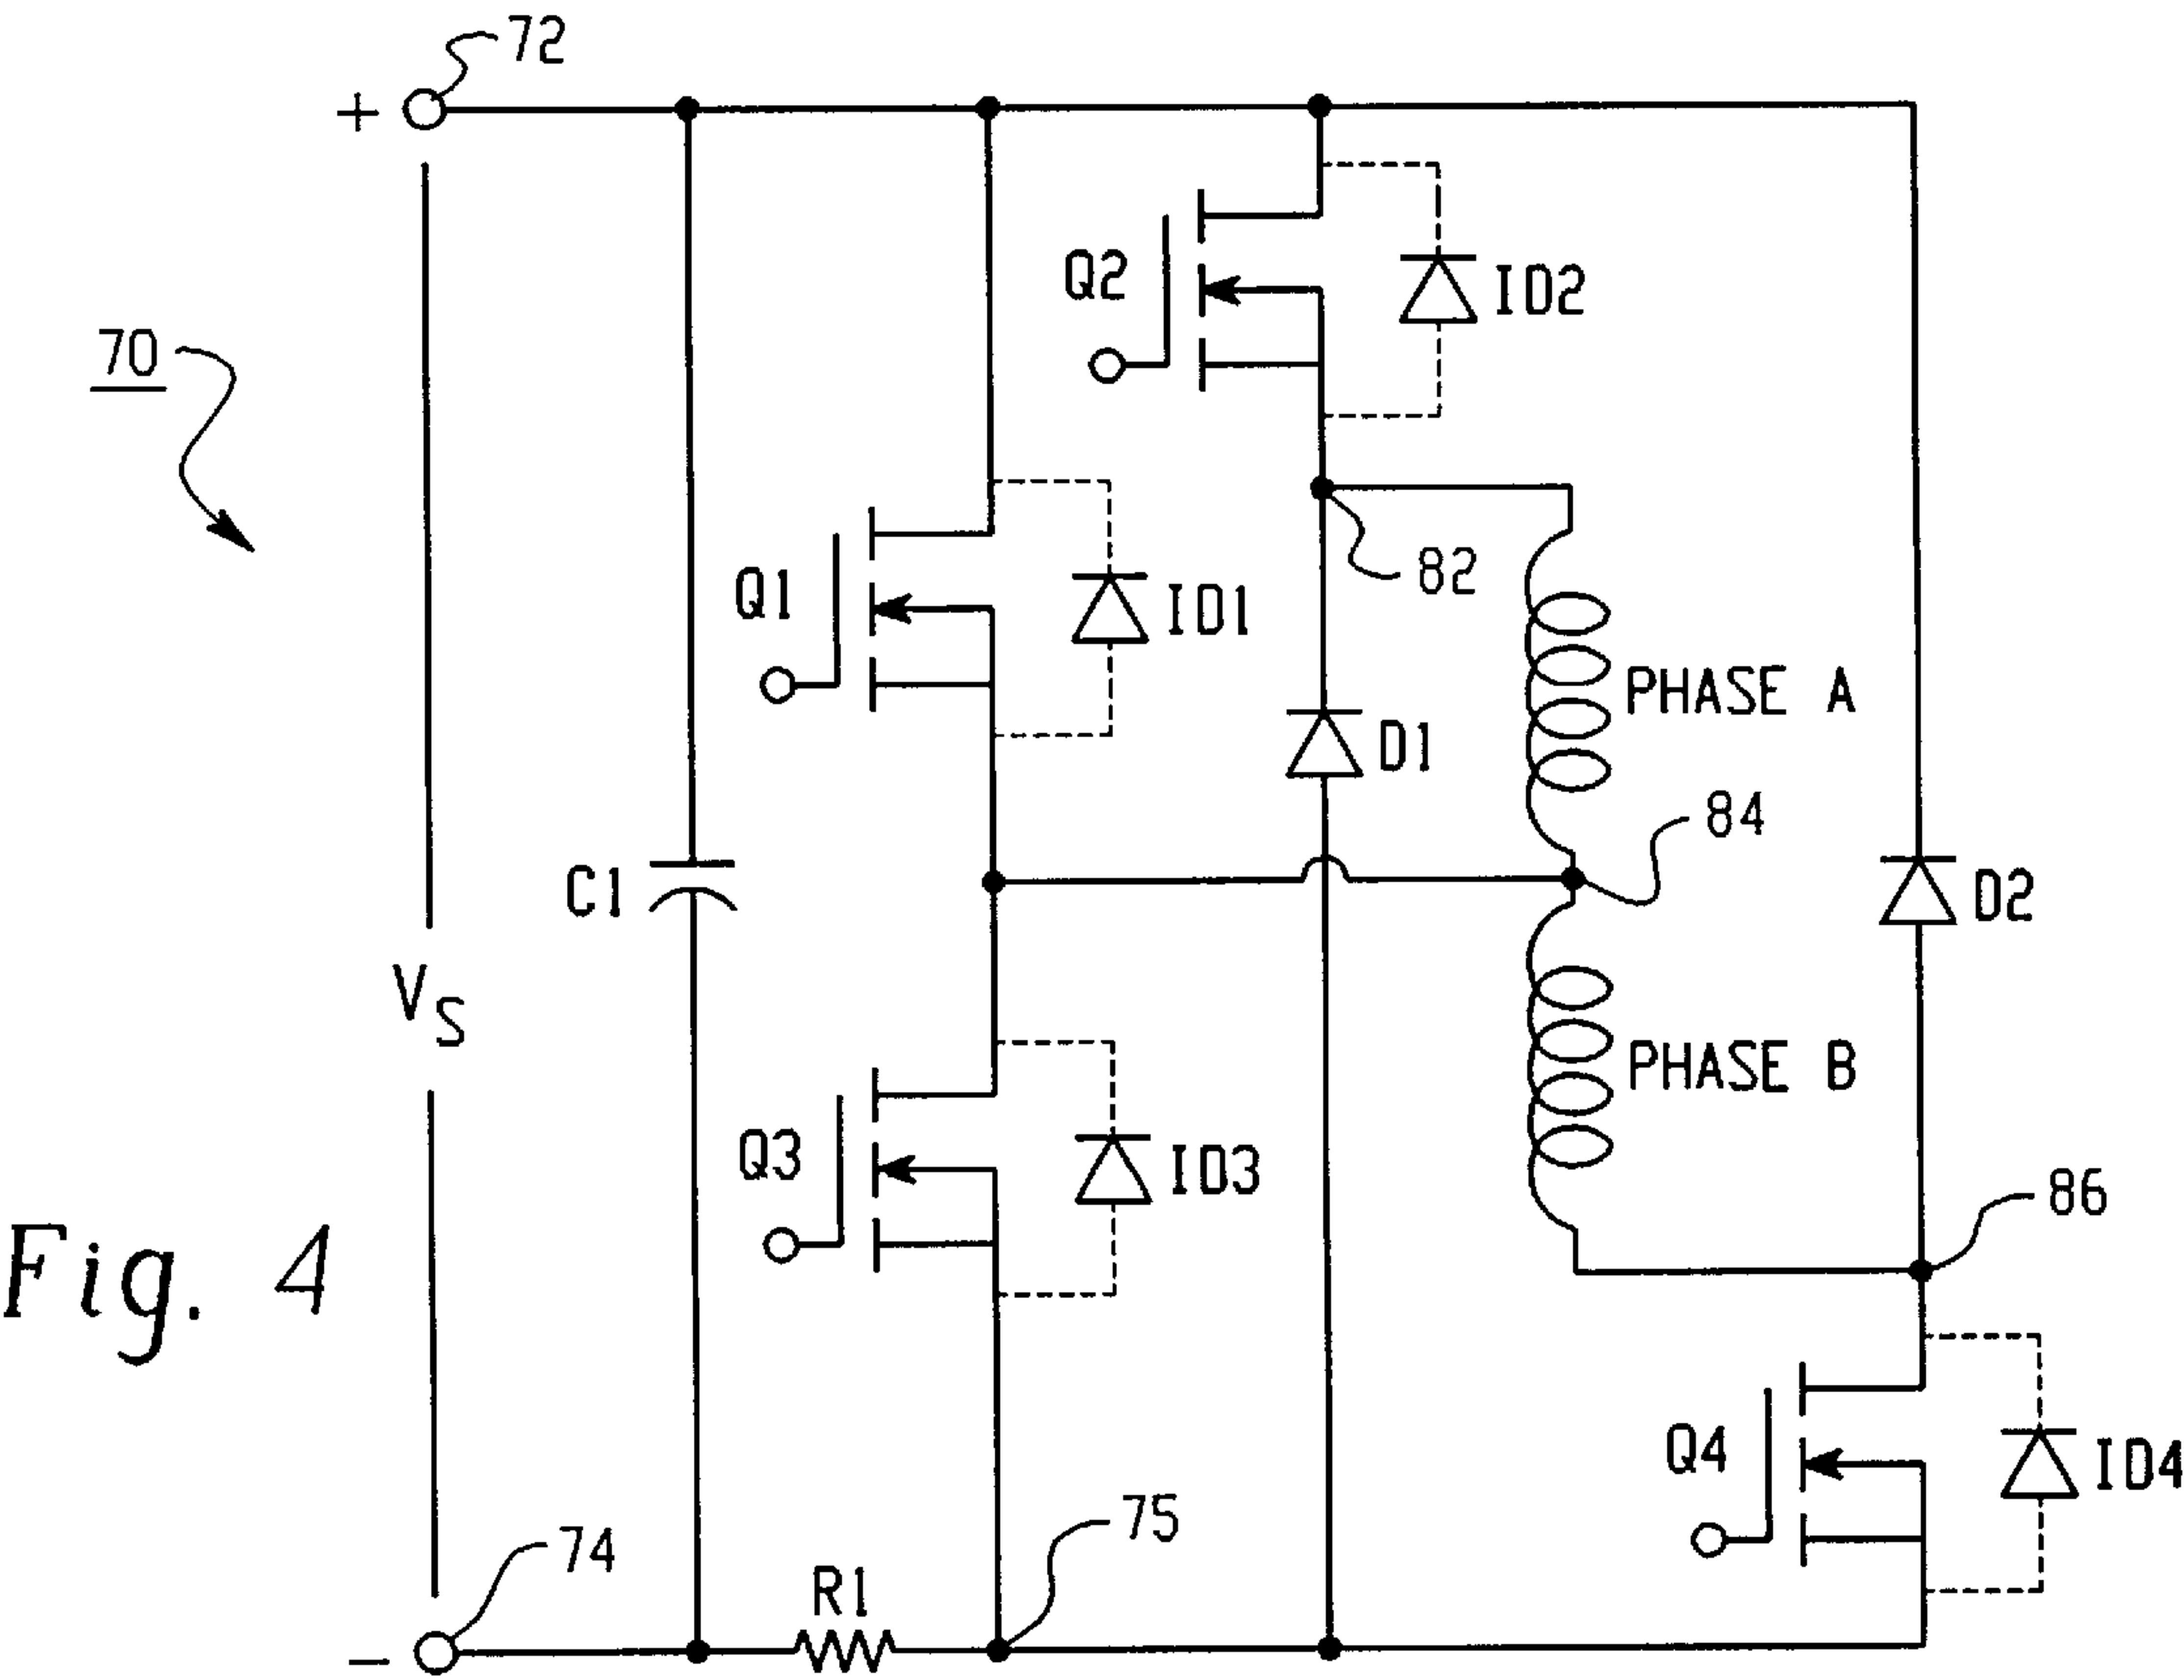 72
+
Q2
ID2
70
82
Q1
ID1
PHASE A
D1
84
C1
D2
VS
PHASE B
Q3
ID3
86
Fig. 4
Q4
ID4
75
74
R1
-